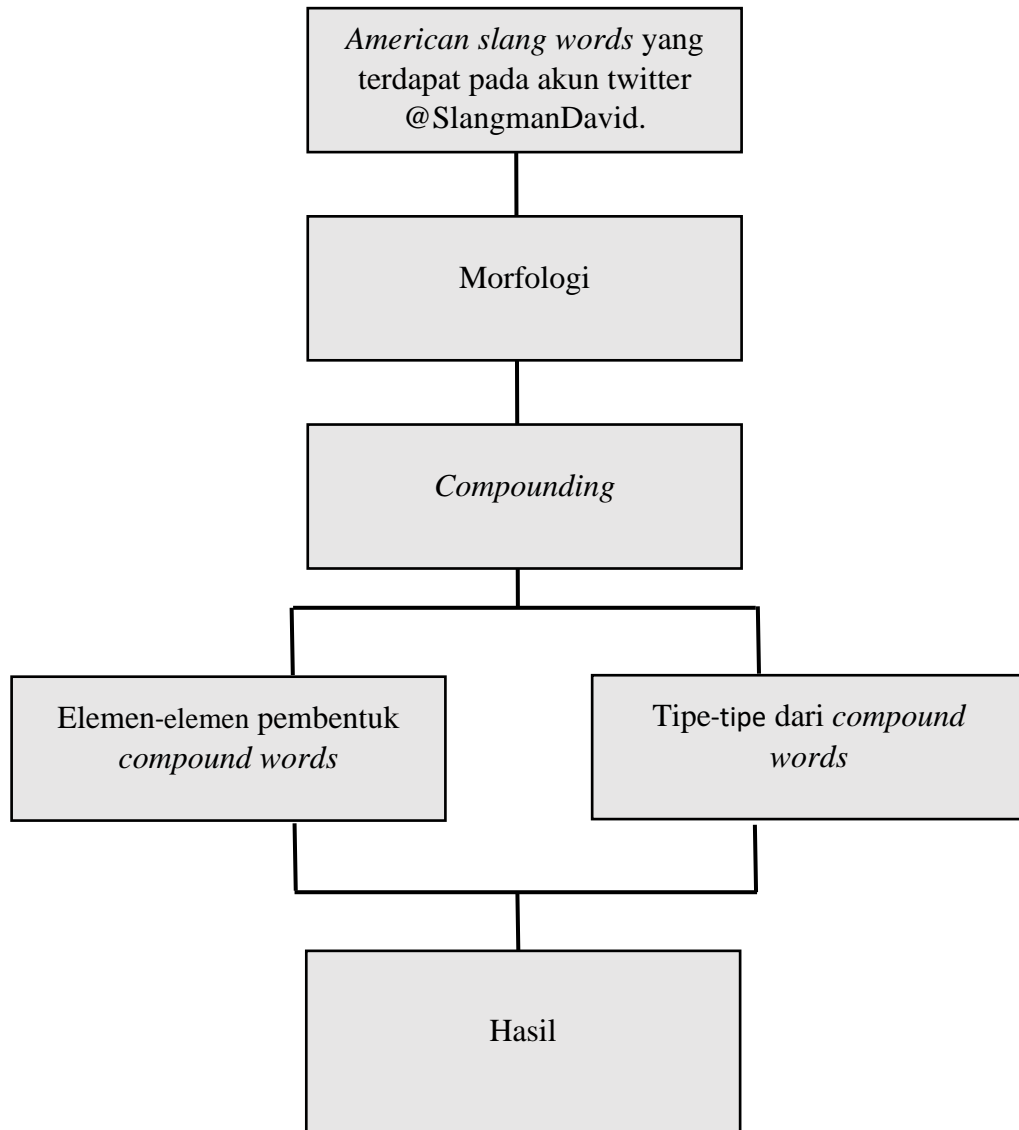 American slang words yang
terdapat pada akun twitter
@SlangmanDavid.
Morfologi
Compounding
Elemen-elemen pembentuk
compound words
Tipe-tipe dari compound
words
Hasil